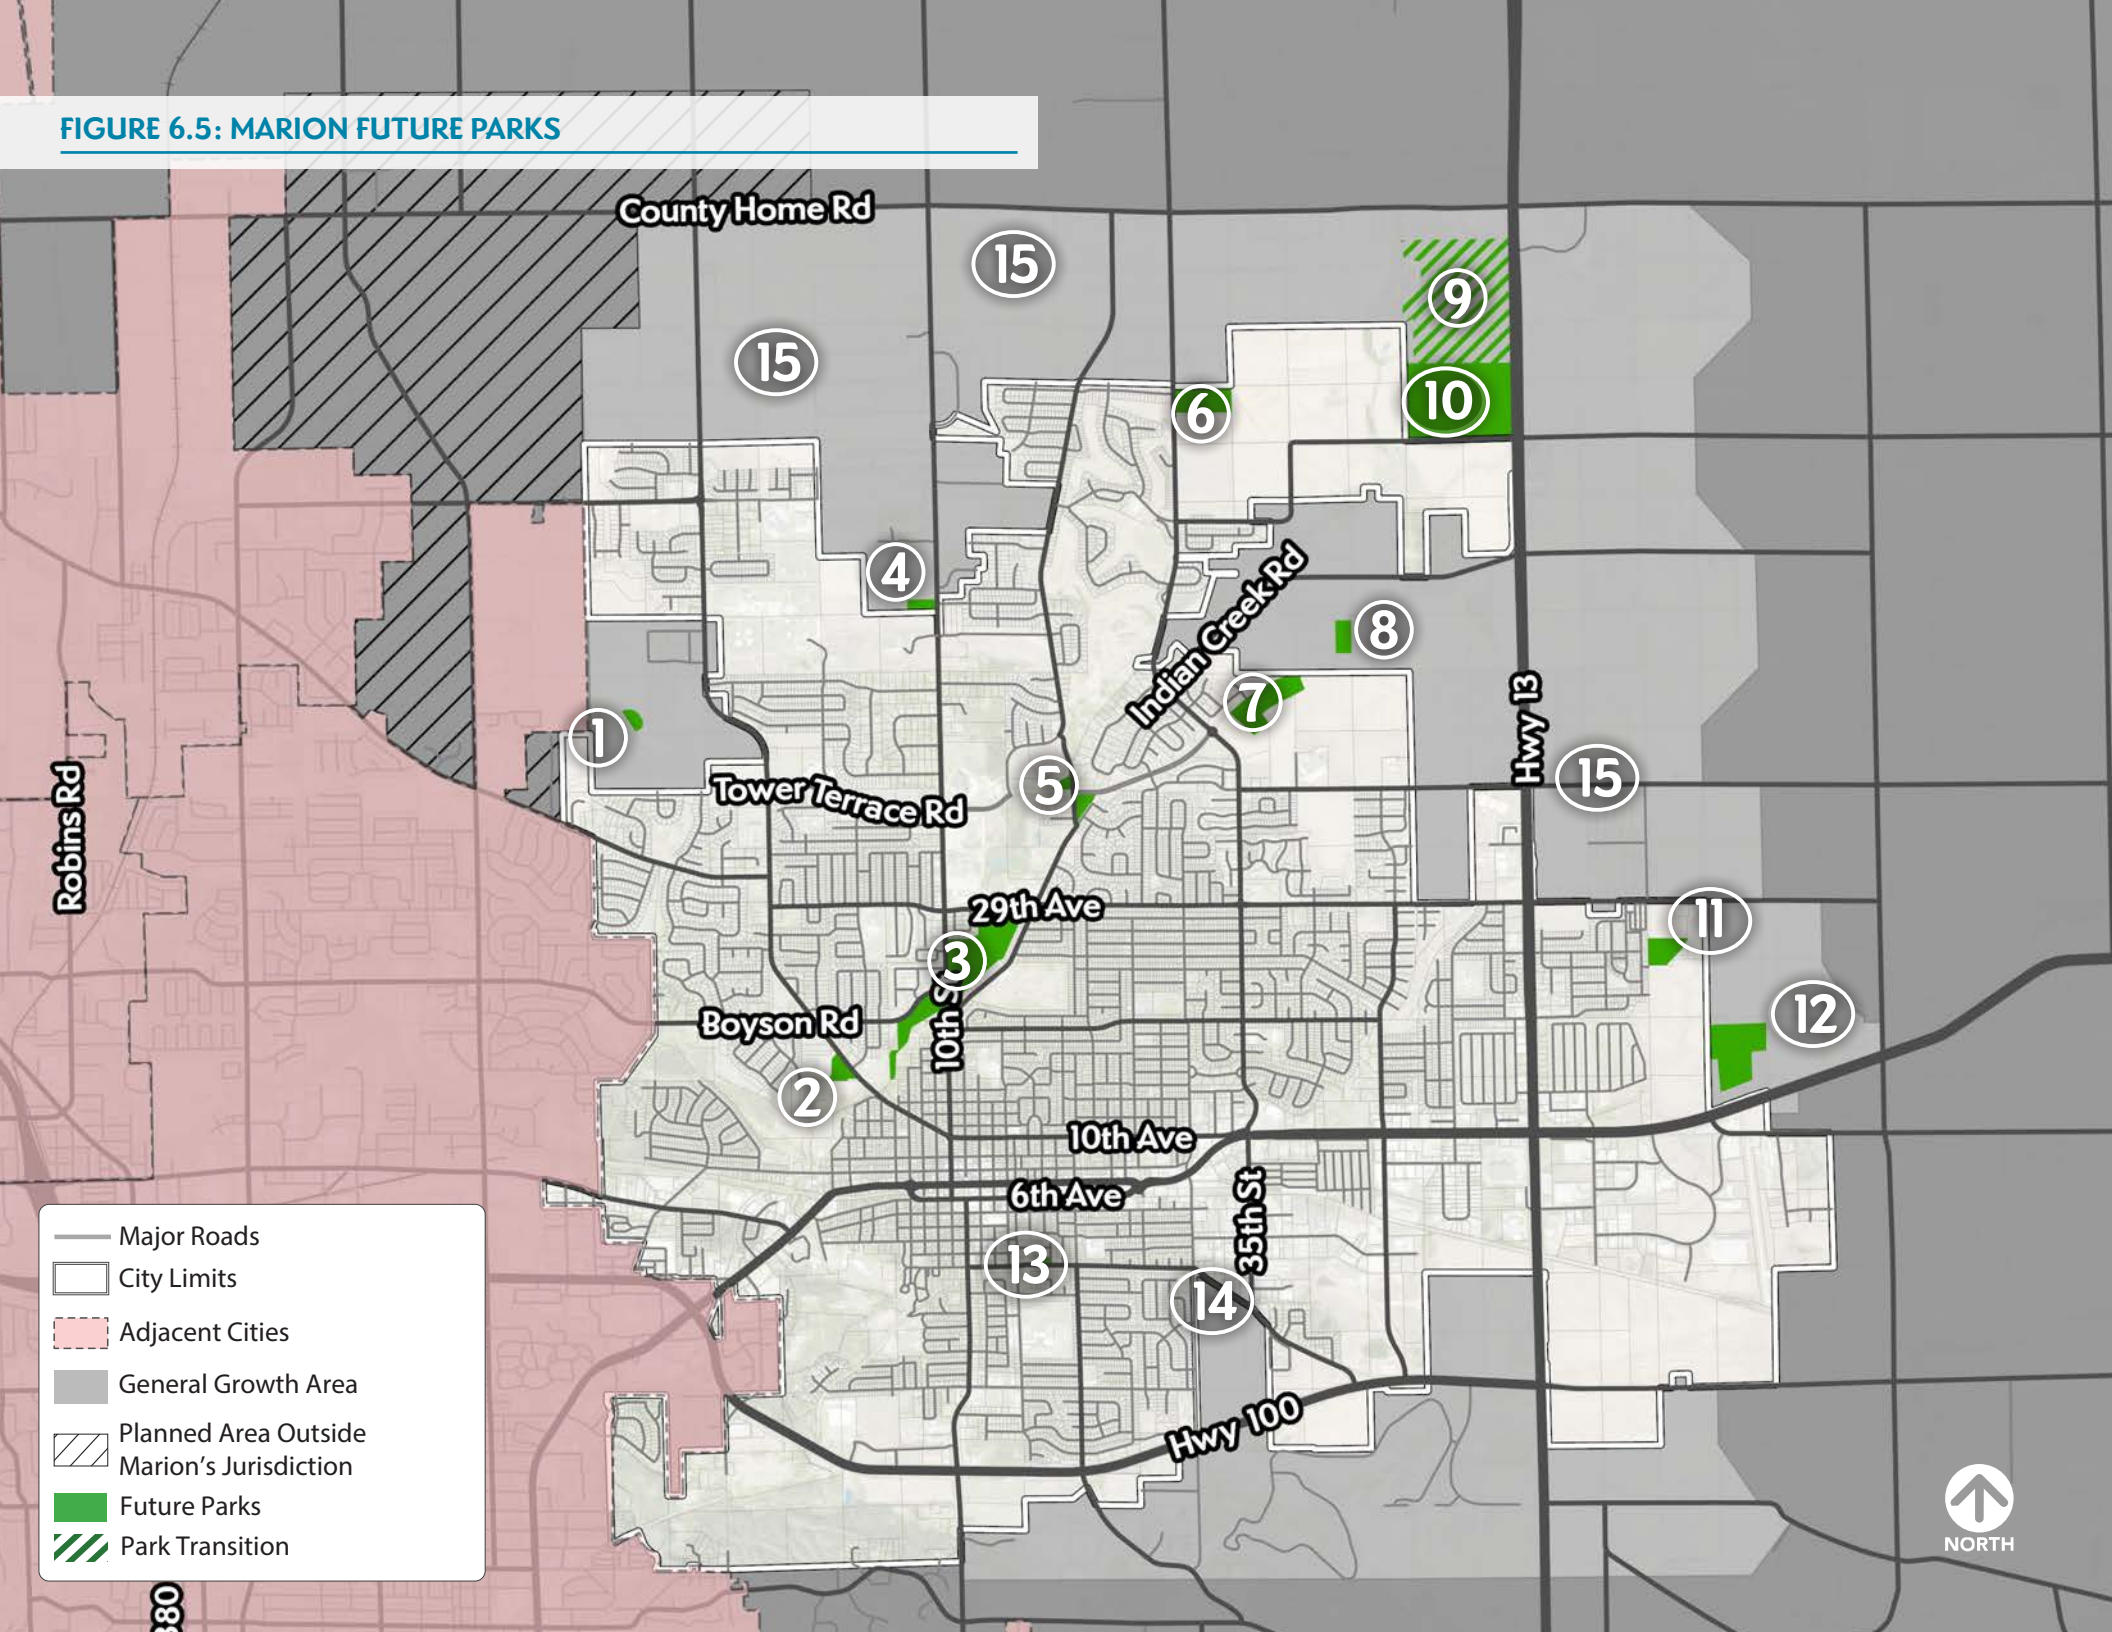 FIGURE 6.5: MARION FUTURE PARKS
County Home Rd
15
9
15
10
6
4
Indian Creek Rd
8
7
1
Hwy 13
5
15
Tower Terrace Rd
Robins Rd
29th Ave
11
3
10th S
12
Boyson Rd
2
10th Ave
6th Ave
35th St
13
14
Hwy 100
Major Roads
City Limits
Adjacent Cities
General Growth Area
Planned Area Outside
Marion's Jurisdiction
Future Parks
Park Transition
NORTH